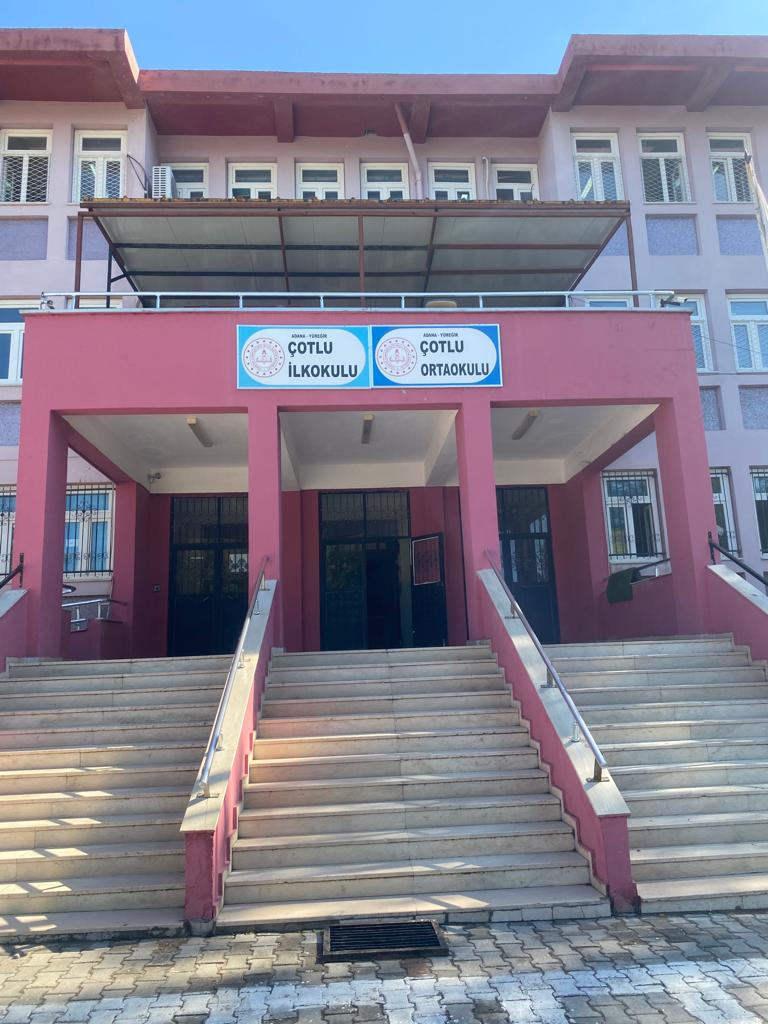 ADANA - YÜREĞİR
ÇOTLU
İLKOKULU
ADANA - YÜREĞİR
ÇOTLU
ORTAOKULU